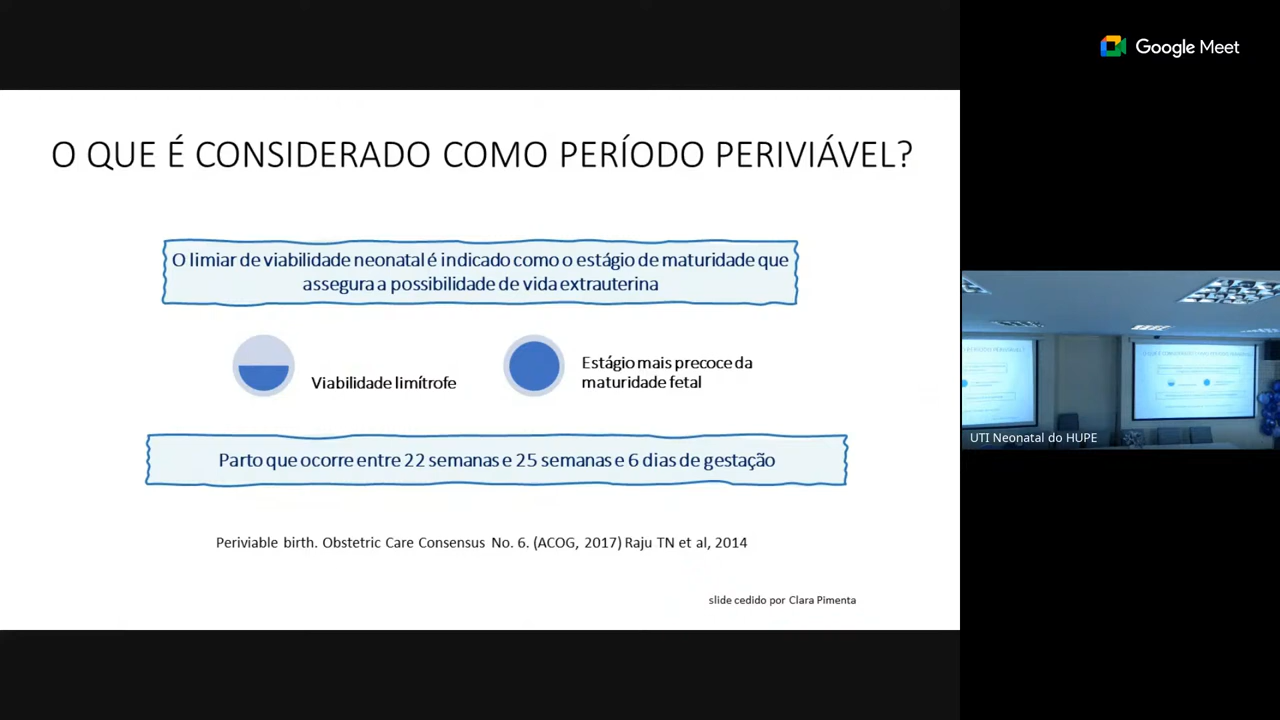 Google Meet
O QUE É CONSIDERADO COMO PERÍODO PERIVIÁVEL?
O limiar de viabilidade neonatal é indicado como o estágio de maturidade que
assegura a possibilidade de vida extrauterina
Viabilidade limítrofe
Estágio mais precoce da
maturidade fetal
Parto que ocorre entre 22 semanas e 25 semanas e 6 dias de gestação
Periviable birth. Obstetric Care Consensus No. 6. (ACOG, 2017) Raju TN et al, 2014
slide cedido por Clara Pimenta
UTI Neonatal do HUPE